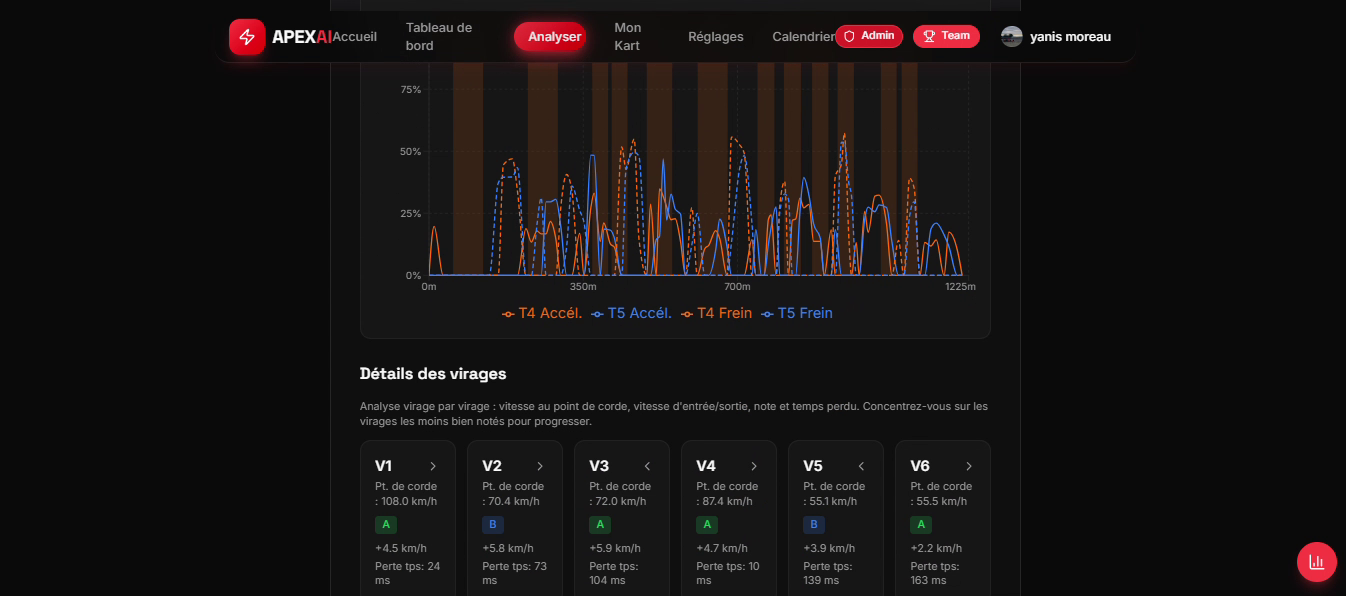 APEXAI
Accueil
Tableau de
bord
Analyser
Mon
Kart
Réglages
Calendrier
Admin
Team
yanis moreau
75%
50%
25%
0%
0m
350m
700m
1225m
T4 Accél.
T5 Accél.
T4 Frein
T5 Frein
Détails des virages
Analyse virage par virage : vitesse au point de corde, vitesse d'entrée/sortie, note et temps perdu. Concentrez-vous sur les
virages les moins bien notés pour progresser.
V1
Pt. de corde
: 108.0 km/h
A
+4.5 km/h
Perte tps: 24
ms
V2
Pt. de corde
: 70.4 km/h
B
+5.8 km/h
Perte tps: 73
ms
V3
Pt. de corde
: 72.0 km/h
A
+5.9 km/h
Perte tps:
104 ms
V4
Pt. de corde
: 87.4 km/h
A
+4.7 km/h
Perte tps: 10
ms
V5
Pt. de corde
: 55.1 km/h
B
+3.9 km/h
Perte tps:
139 ms
V6
Pt. de corde
: 55.5 km/h
A
+2.2 km/h
Perte tps:
163 ms